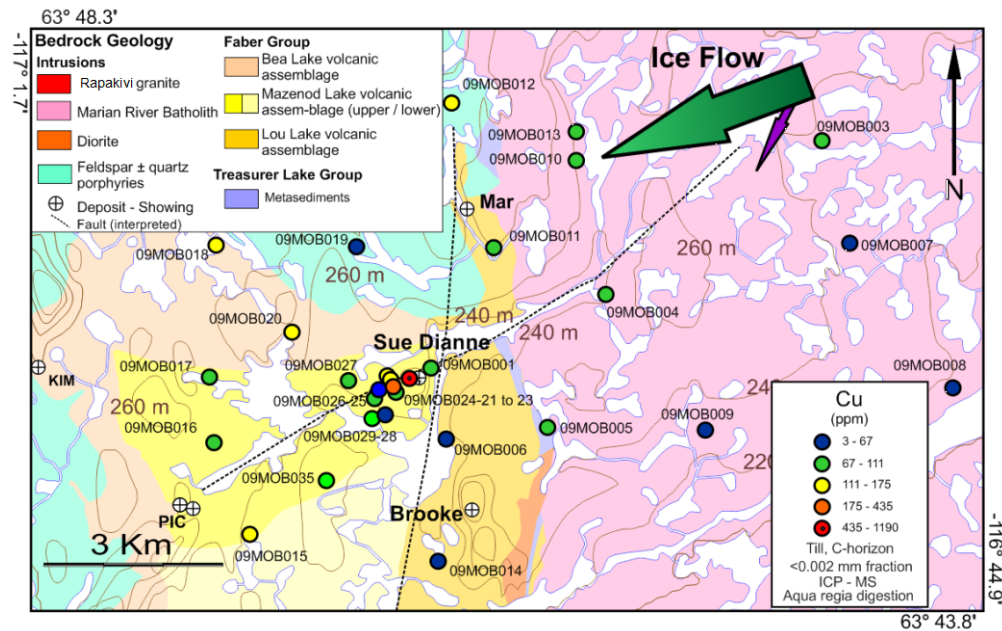 63° 48.3'
-117° 1.7'
Bedrock Geology
Intrusions
Rapakivi granite
Marian River Batholith
Diorite
Feldspar ± quartz
porphyries
Deposit - Showing
Fault (interpreted)
Faber Group
Bea Lake volcanic
assemblage
Mazenod Lake volcanic
assem-blage (upper / lower)
Lou Lake volcanic
assemblage
Treasurer Lake Group
Metasediments
Ice Flow
N
09MOB012
09MOB013
09MOB010
09MOB003
Mar
09MOB011
09MOB018
09MOB019
260 m
260 m
09MOB007
09MOB004
240 m
240 m
09MOB020
Sue Dianne
09MOB001
KIM
09MOB017
09MOB027
09MOB026-25
09MOB024-21 to 23
260 m
09MOB016
09MOB029-28
09MOB006
09MOB005
09MOB009
09MOB008
240
220
09MOB035
PIC
Brooke
09MOB015
09MOB014
3 Km
Cu
(ppm)
3 - 67
67 - 111
111 - 175
175 - 435
435 - 1190
Till, C-horizon
<0.002 mm fraction
ICP - MS
Aqua regia digestion
-116° 44.9'
63° 43.8'